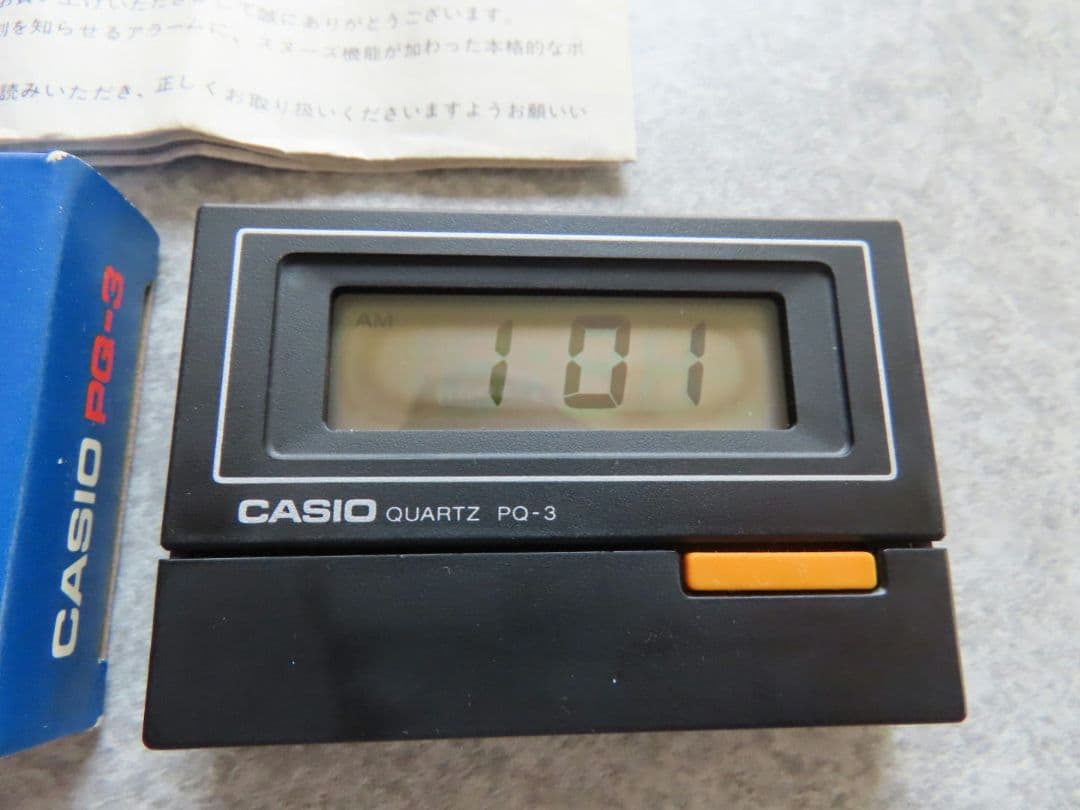 げいただきまして誠にありがとうございます。
を知らせるアラームに、スヌーズ機能が加わった本格的なポ
読みいただき、正しくお取り扱いくださいますようお願いい
CASIO PQ-3
AM
1 01
CASIO QUARTZ PQ-3